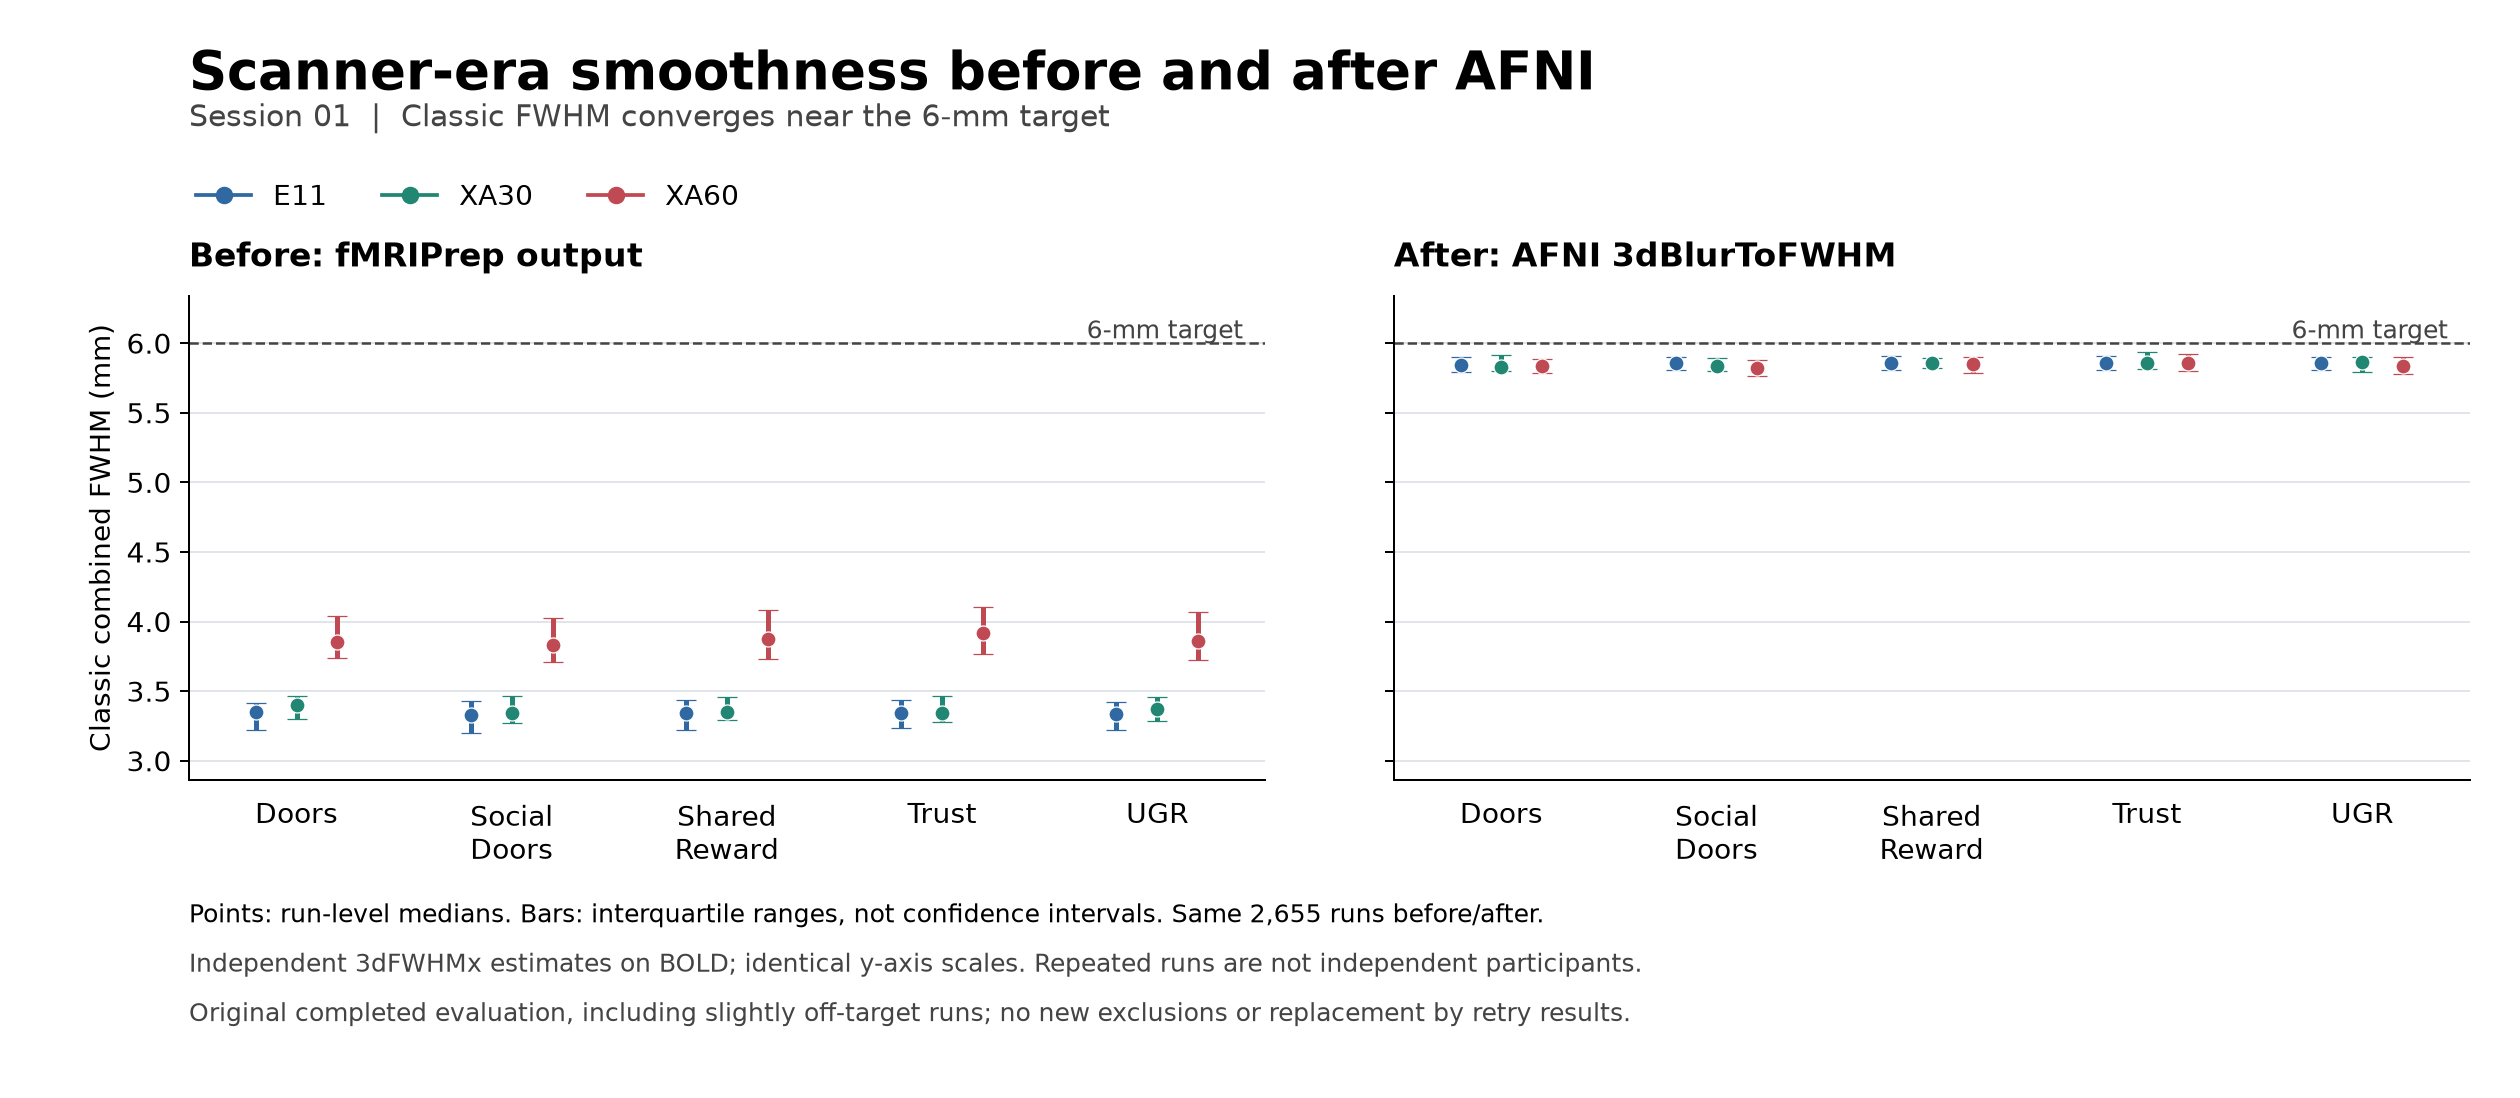 Scanner-era smoothness before and after AFNI
Session 01 | Classic FWHM converges near the 6-mm target
E11
XA30
XA60
Before: fMRIPrep output
Classic combined FWHM (mm)
6.0
5.5
5.0
4.5
4.0
3.5
3.0
6-mm target
Doors
Social
Doors
Shared
Reward
Trust
UGR
After: AFNI 3dBlurToFWHM
6-mm target
Doors
Social
Doors
Shared
Reward
Trust
UGR
Points: run-level medians. Bars: interquartile ranges, not confidence intervals. Same 2,655 runs before/after.
Independent 3dFWHMx estimates on BOLD; identical y-axis scales. Repeated runs are not independent participants.
Original completed evaluation, including slightly off-target runs; no new exclusions or replacement by retry results.